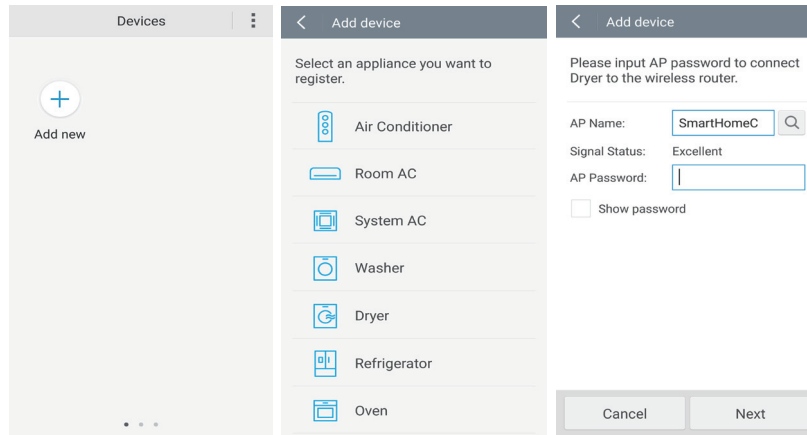 Devices
Add new
Add device
Select an appliance you want to
register.
Air Conditioner
Room AC
System AC
Washer
Dryer
Refrigerator
Oven
Add device
Please input AP password to connect
Dryer to the wireless router.
AP Name: SmartHomeC
Signal Status: Excellent
AP Password:
Show password
Cancel Next